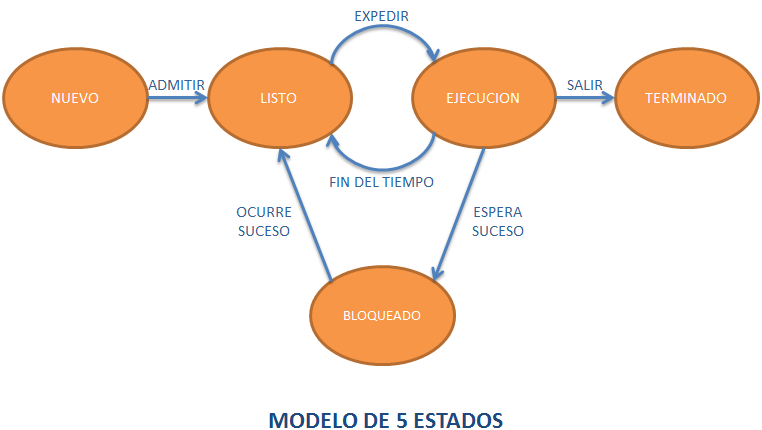 EXPEDIR
NUEVO
ADMITIR
LISTO
EJECUCION
SALIR
TERMINADO
FIN DEL TIEMPO
OCURRE
SUCESO
ESPERA
SUCESO
BLOQUEADO
MODELO DE 5 ESTADOS